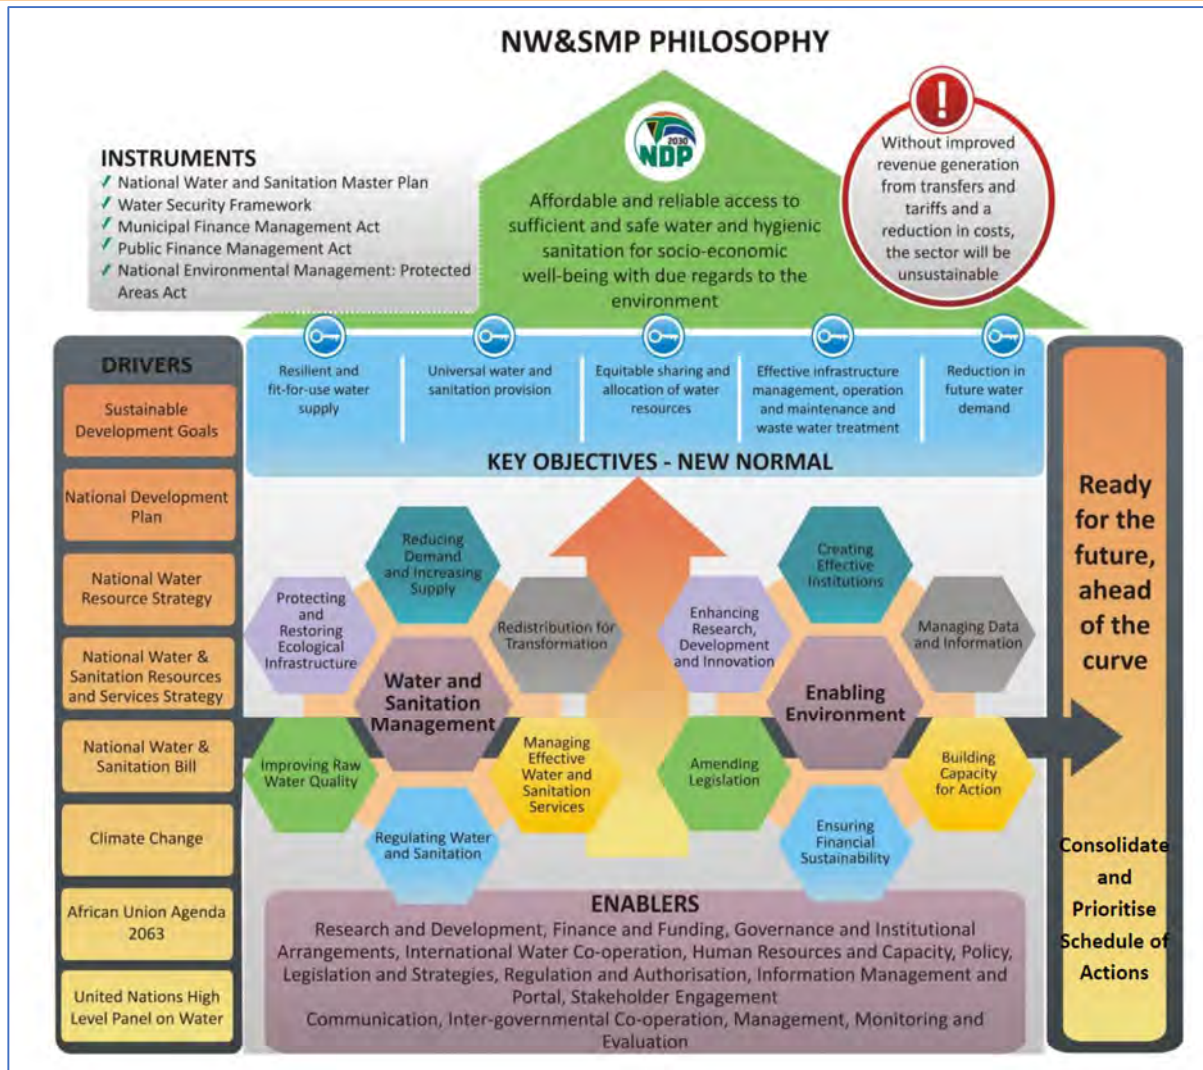 NW&SMP PHILOSOPHY
INSTRUMENTS
National Water and Sanitation Master Plan
Water Security Framework
Municipal Finance Management Act
Public Finance Management Act
National Environmental Management: Protected
Areas Act
2030
NDP
Affordable and reliable access to
sufficient and safe water and hygienic
sanitation for socio-economic
well-being with due regards to the
environment
!
Without improved
revenue generation
from transfers and
tariffs and a
reduction in costs,
the sector will be
unsustainable
DRIVERS
Sustainable
Development Goals
National Development
Plan
National Water
Resource Strategy
National Water &
Sanitation Resources
and Services Strategy
National Water &
Sanitation Bill
Climate Change
African Union Agenda
2063
United Nations High
Level Panel on Water
Resilient and
fit-for-use water
supply
Universal water and
sanitation provision
Equitable sharing and
allocation of water
resources
Effective infrastructure
management, operation
and maintenance and
waste water treatment
Reduction in
future water
demand
KEY OBJECTIVES - NEW NORMAL
Reducing
Demand
and Increasing
Supply
Protecting
and
Restoring
Ecological
Infrastructure
Redistribution for
Transformation
Water and
Sanitation
Management
Improving Raw
Water Quality
Managing
Effective
Water and
Sanitation
Services
Regulating Water
and Sanitation
Creating
Effective
Institutions
Enhancing
Research,
Development
and Innovation
Managing Data
and Information
Enabling
Environment
Amending
Legislation
Building
Capacity
for Action
Ensuring
Financial
Sustainability
ENABLERS
Research and Development, Finance and Funding, Governance and Institutional
Arrangements, International Water Co-operation, Human Resources and Capacity, Policy,
Legislation and Strategies, Regulation and Authorisation, Information Management and
Portal, Stakeholder Engagement
Communication, Inter-governmental Co-operation, Management, Monitoring and
Evaluation
Ready
for the
future,
ahead
of the
curve
Consolidate
and
Prioritise
Schedule of
Actions